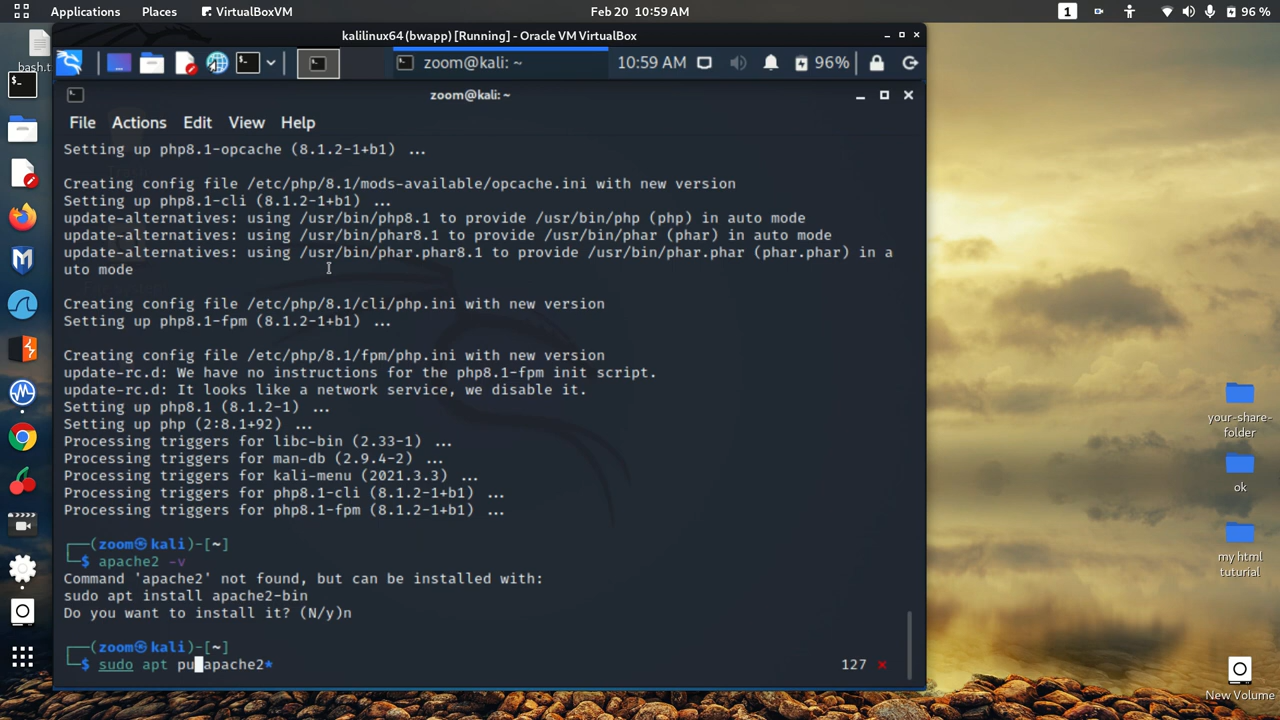 Applications Places VirtualBoxVM Feb 20 10:59 AM 1 96 %
kalilinux64 (bwapp) [Running] - Oracle VM VirtualBox
bash.t
zoom@kali: ~ 10:59 AM 96%
zoom@kali: ~
File Actions Edit View Help
Setting up php8.1-opcache (8.1.2-1+b1) ...
Creating config file /etc/php/8.1/mods-available/opcache.ini with new version
Setting up php8.1-cli (8.1.2-1+b1) ...
update-alternatives: using /usr/bin/php8.1 to provide /usr/bin/php (php) in auto mode
update-alternatives: using /usr/bin/phar8.1 to provide /usr/bin/phar (phar) in auto mode
update-alternatives: using /usr/bin/phar.phar8.1 to provide /usr/bin/phar.phar (phar.phar) in a
uto mode
Creating config file /etc/php/8.1/cli/php.ini with new version
Setting up php8.1-fpm (8.1.2-1+b1) ...
Creating config file /etc/php/8.1/fpm/php.ini with new version
update-rc.d: We have no instructions for the php8.1-fpm init script.
update-rc.d: It looks like a network service, we disable it.
Setting up php8.1 (8.1.2-1) ...
Setting up php (2:8.1+92) ...
Processing triggers for libc-bin (2.33-1) ...
Processing triggers for man-db (2.9.4-2) ...
Processing triggers for kali-menu (2021.3.3) ...
Processing triggers for php8.1-cli (8.1.2-1+b1) ...
Processing triggers for php8.1-fpm (8.1.2-1+b1) ...
┌──(zoom㉿kali)-[~]
└─$ apache2 -v
Command 'apache2' not found, but can be installed with:
sudo apt install apache2-bin
Do you want to install it? (N/y)n
┌──(zoom㉿kali)-[~]
└─$ sudo apt pu apache2* 127 ⨯
your-share-
folder
ok
my html
tuturial
New Volume